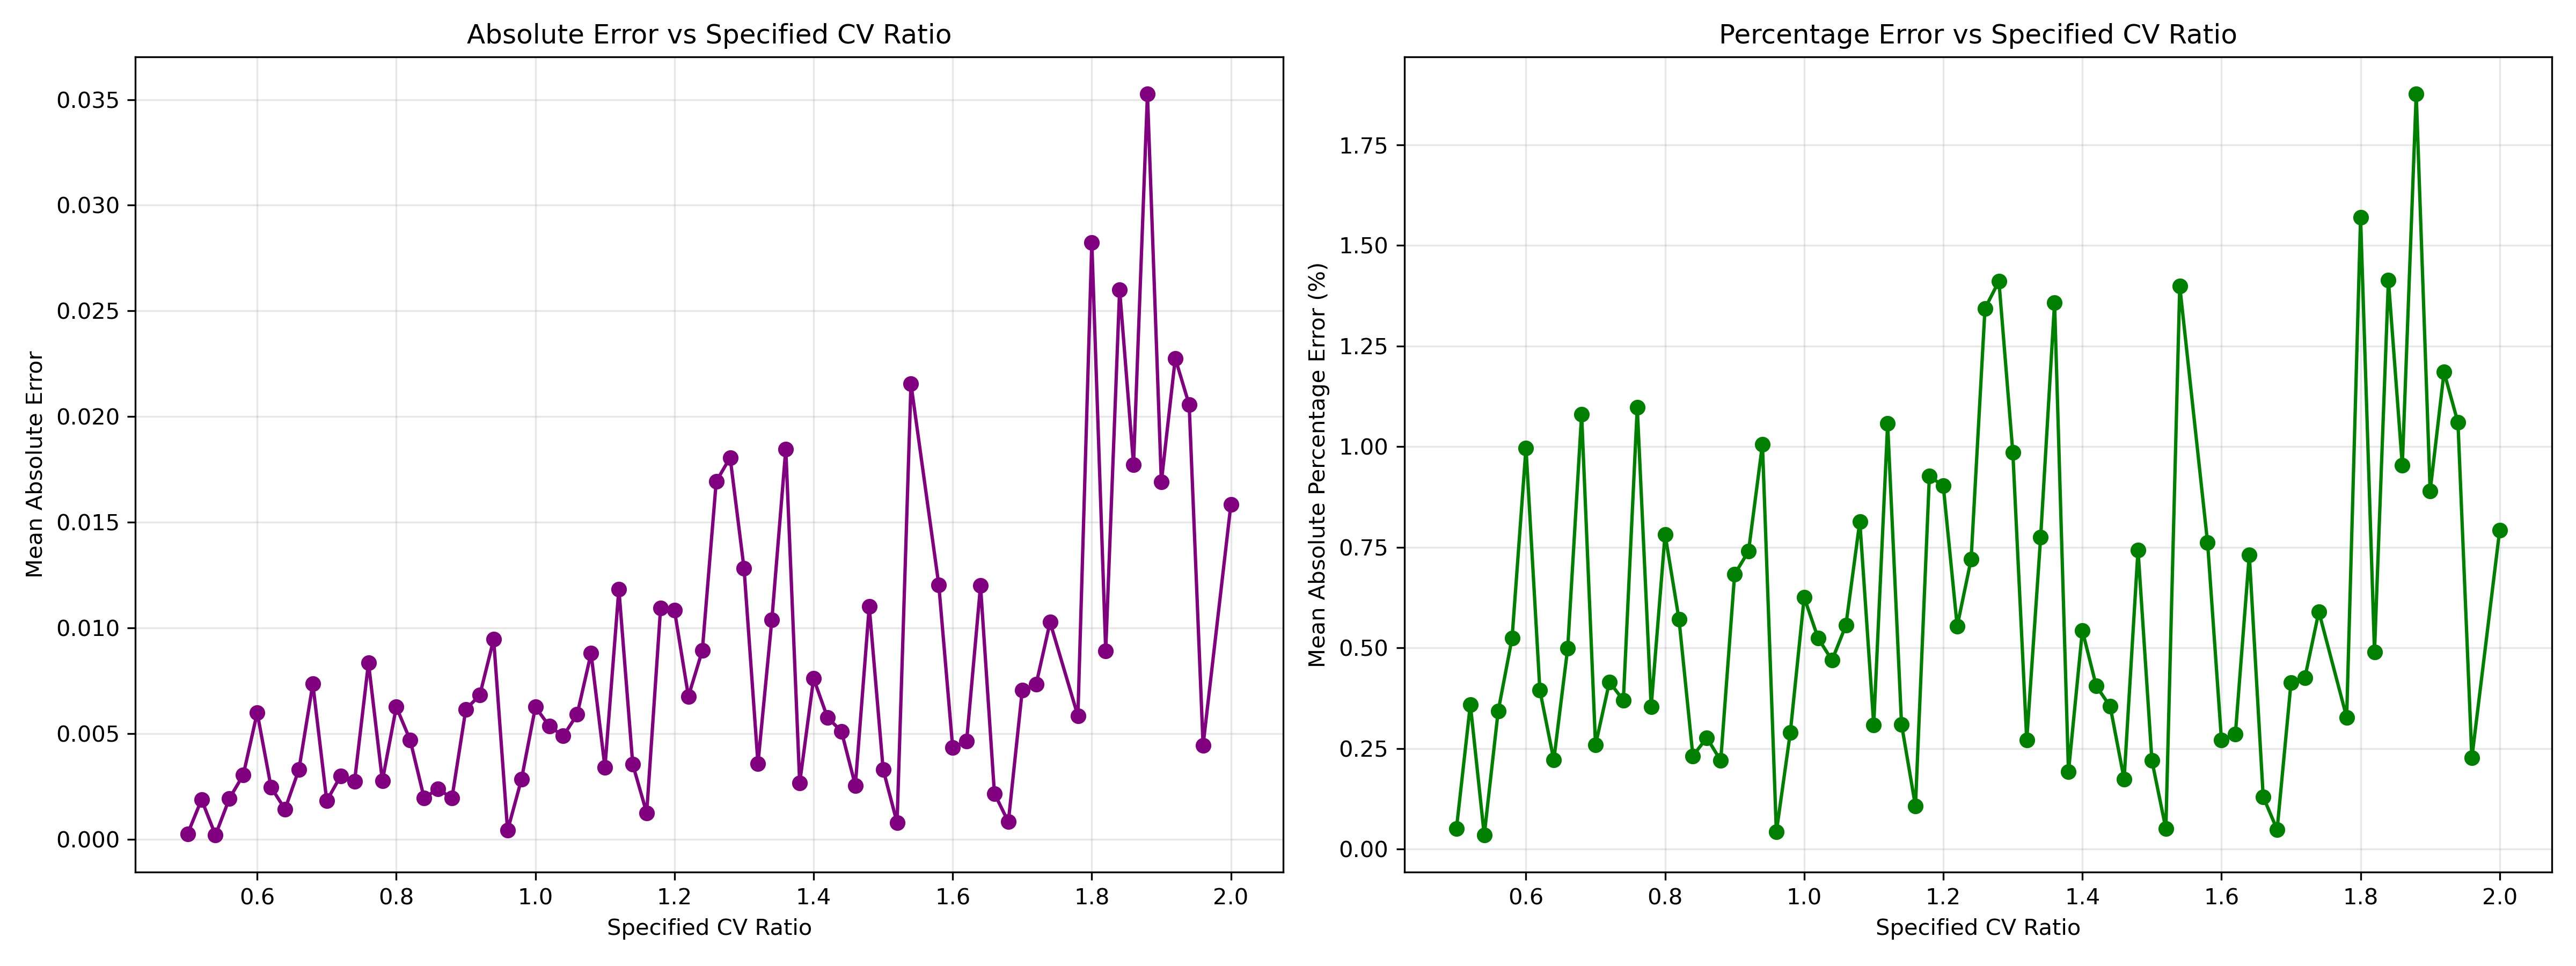 Absolute Error vs Specified CV Ratio
Mean Absolute Error
0.035
0.030
0.025
0.020
0.015
0.010
0.005
0.000
0.6 0.8 1.0 1.2 1.4 1.6 1.8 2.0
Specified CV Ratio
Percentage Error vs Specified CV Ratio
Mean Absolute Percentage Error (%)
1.75
1.50
1.25
1.00
0.75
0.50
0.25
0.00
0.6 0.8 1.0 1.2 1.4 1.6 1.8 2.0
Specified CV Ratio